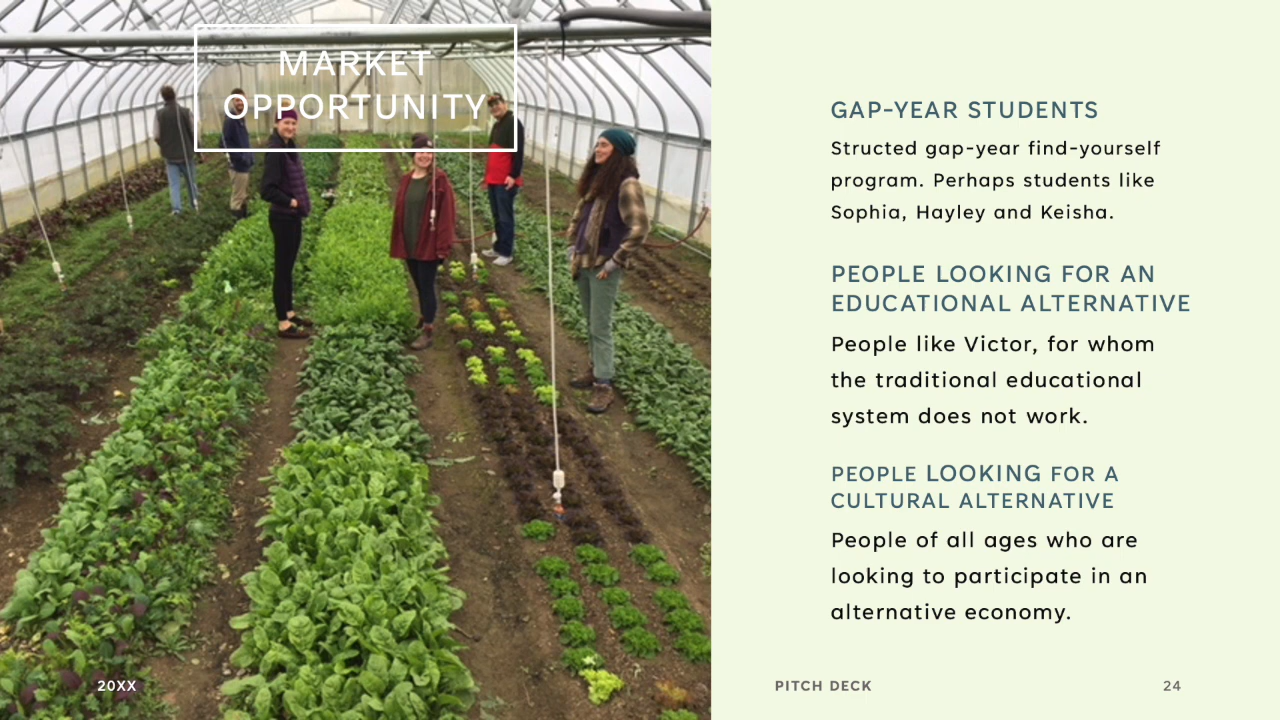 MARKET
OPPORTUNITY
GAP-YEAR STUDENTS
Structed gap-year find-yourself
program. Perhaps students like
Sophia, Hayley and Keisha.
PEOPLE LOOKING FOR AN
EDUCATIONAL ALTERNATIVE
People like Victor, for whom
the traditional educational
system does not work.
PEOPLE LOOKING FOR A
CULTURAL ALTERNATIVE
People of all ages who are
looking to participate in an
alternative economy.
20XX
PITCH DECK
24